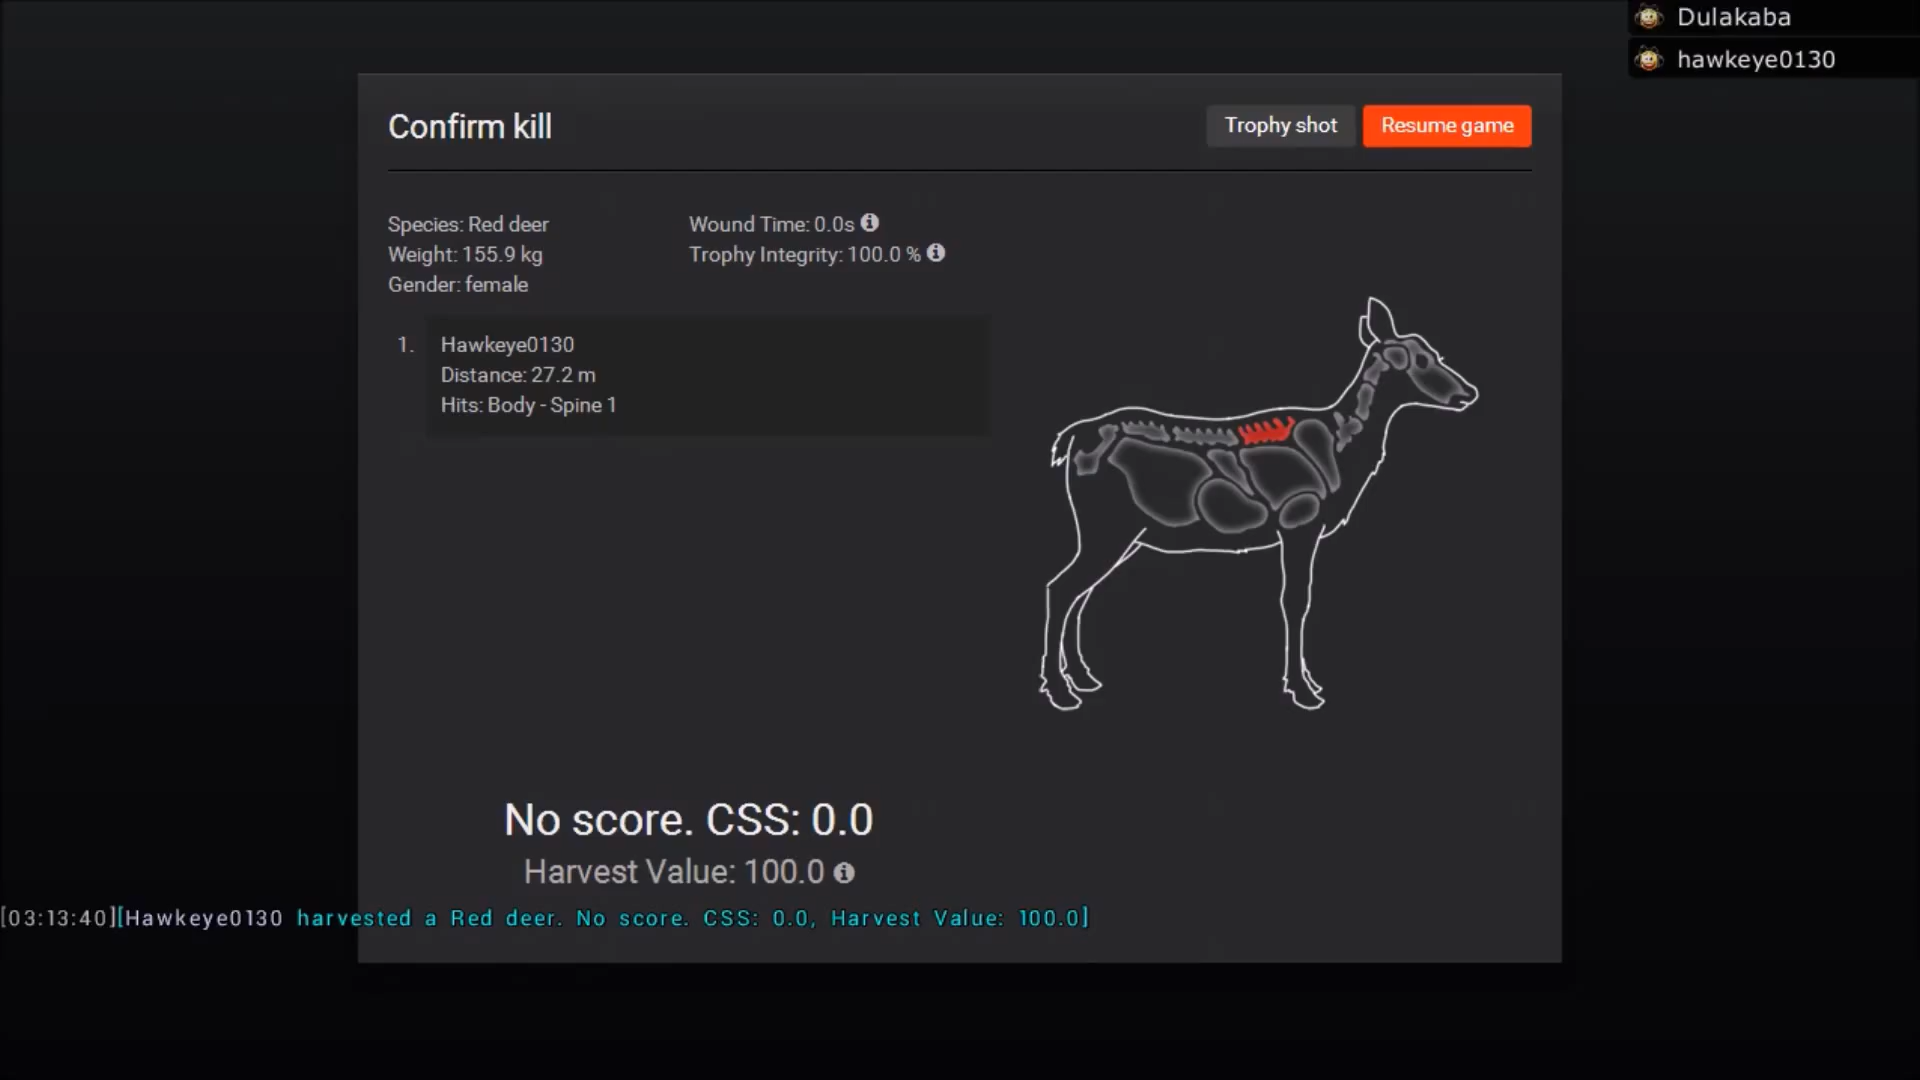 Dulakaba
hawkeye0130
Confirm kill
Trophy shot
Resume game
Species: Red deer
Weight: 155.9 kg
Gender: female
Wound Time: 0.0s
Trophy Integrity: 100.0 %
1.
Hawkeye0130
Distance: 27.2 m
Hits: Body - Spine 1
No score. CSS: 0.0
Harvest Value: 100.0
[03:13:40][Hawkeye0130 harvested a Red deer. No score. CSS: 0.0, Harvest Value: 100.0]